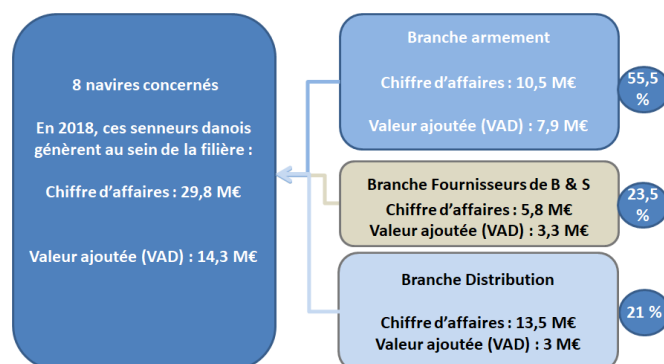 8 navires concernés
En 2018, ces senneurs danois
génèrent au sein de la filière :
Chiffre d'affaires : 29,8 M€
Valeur ajoutée (VAD) : 14,3 M€
Branche armement
Chiffre d'affaires : 10,5 M€
Valeur ajoutée (VAD) : 7,9 M€
55,5
%
Branche Fournisseurs de B & S
Chiffre d'affaires : 5,8 M€
Valeur ajoutée (VAD) : 3,3 M€
23,5
%
Branche Distribution
Chiffre d'affaires : 13,5 M€
Valeur ajoutée (VAD) : 3 M€
21 %